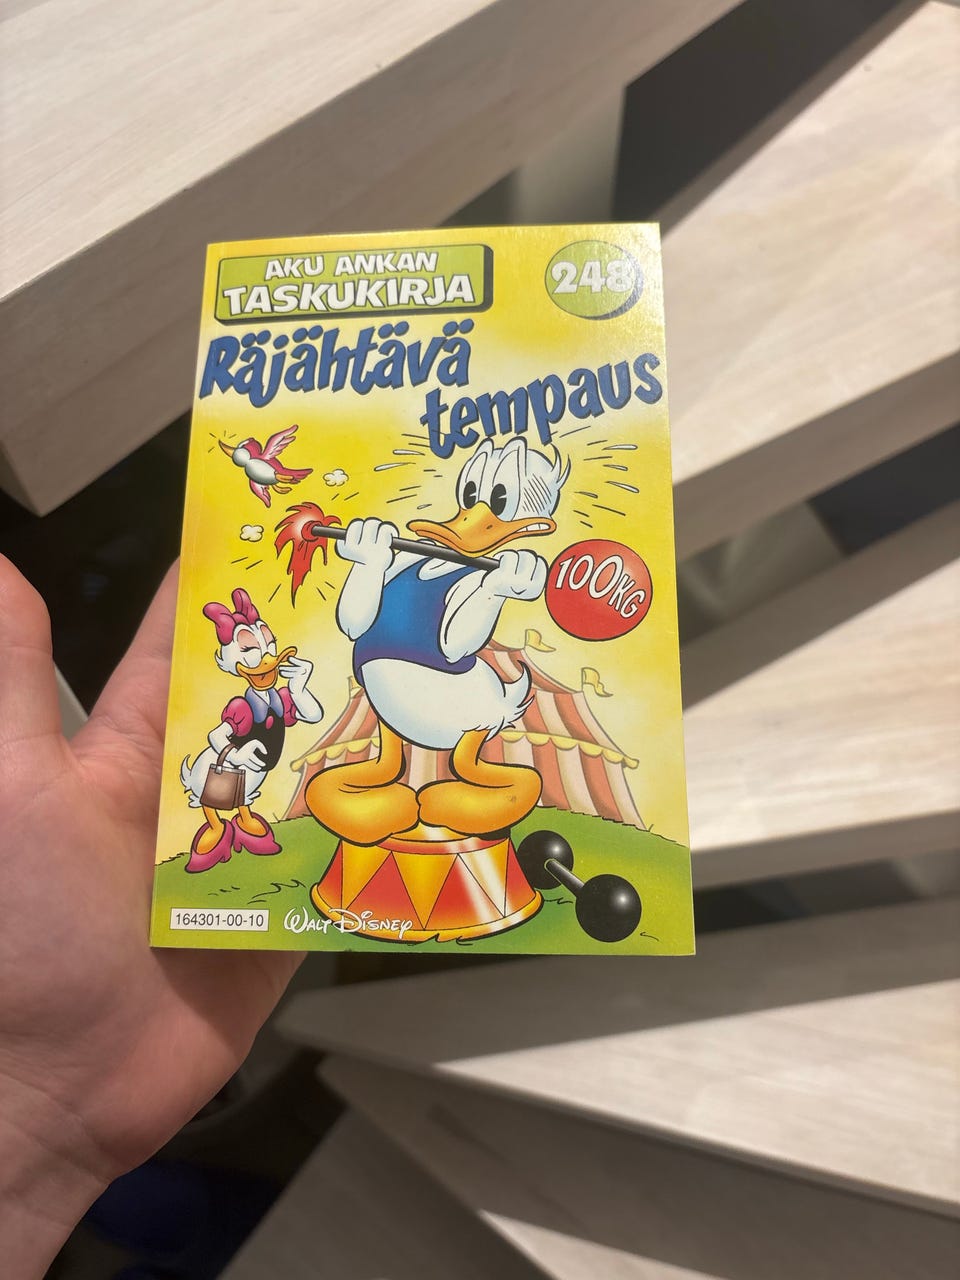 AKU ANKAN
TASKUKIRJA
248
Räjähtävä
tempaus
100KG
164301-00-10
WALT DISNEY